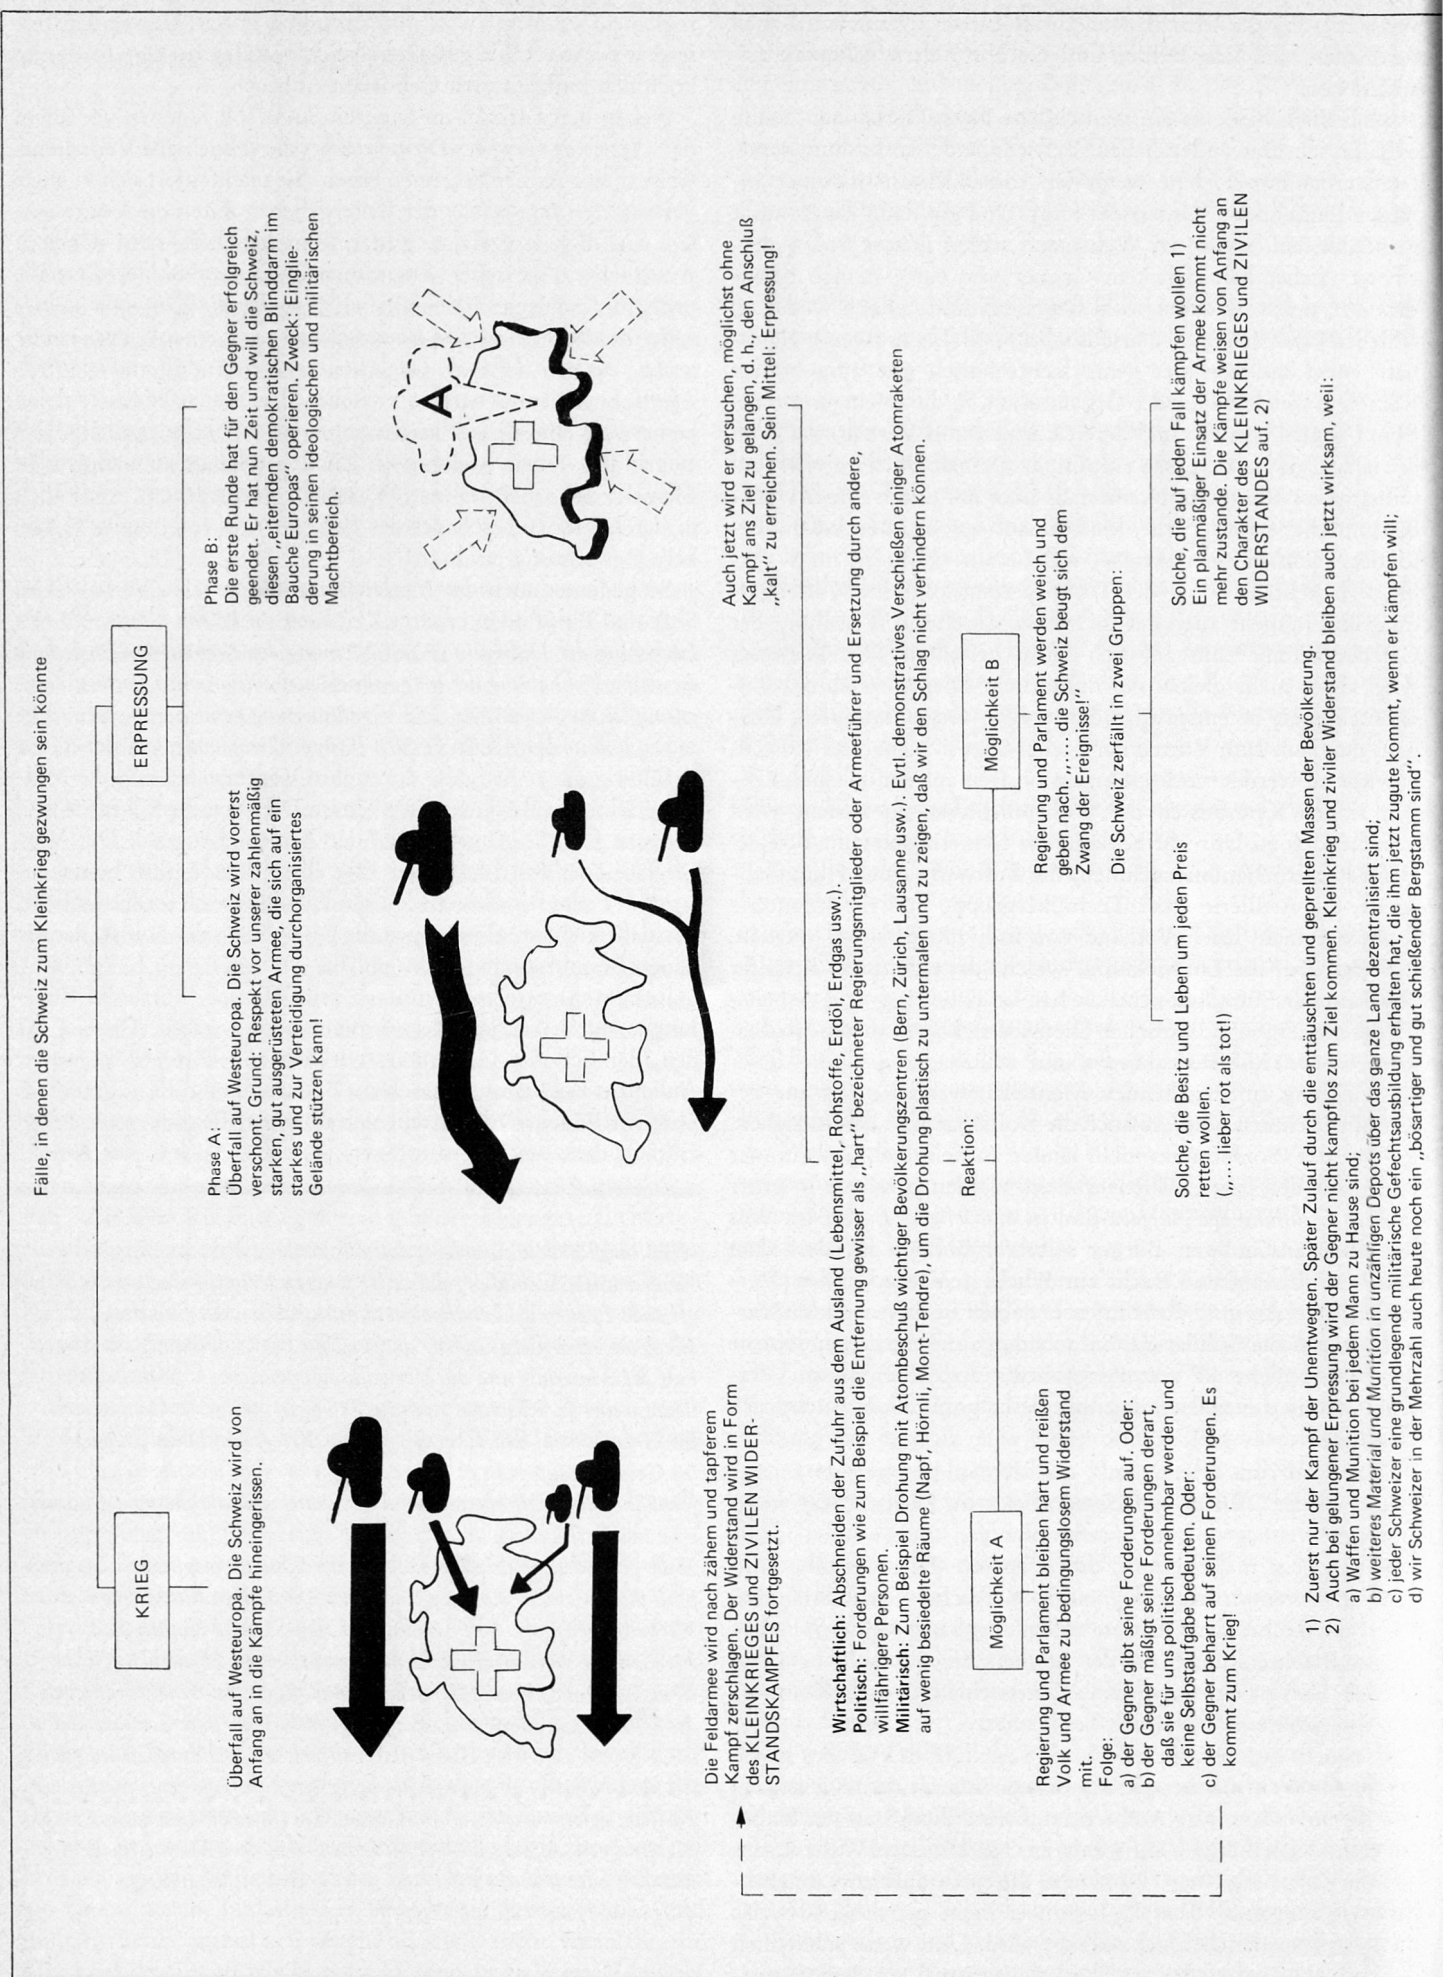 Fälle, in denen die Schweiz zum Kleinkrieg gezwungen sein könnte
KRIEG
ERPRESSUNG
Überfall auf Westeuropa. Die Schweiz wird von
Anfang an in die Kämpfe hineingerissen.
Phase A:
Überfall auf Westeuropa. Die Schweiz wird vorerst
verschont. Grund: Respekt vor unserer zahlenmäßig
starken, gut ausgerüsteten Armee, die sich auf ein
starkes und zur Verteidigung durchorganisiertes
Gelände stützen kann!
Phase B:
Die erste Runde hat für den Gegner erfolgreich
geendet. Er hat nun Zeit und will die Schweiz,
diesen „eiternden demokratischen Blinddarm im
Bauche Europas“ operieren. Zweck: Einglie-
derung in seinen ideologischen und militärischen
Machtbereich.
A
Die Feldarmee wird nach zähem und tapferem
Kampf zerschlagen. Der Widerstand wird in Form
des KLEINKRIEGES und ZIVILEN WIDER-
STANDSKAMPFES fortgesetzt.
Auch jetzt wird er versuchen, möglichst ohne
Kampf ans Ziel zu gelangen, d. h., den Anschluß
„kalt“ zu erreichen. Sein Mittel: Erpressung!
Wirtschaftlich: Abschneiden der Zufuhr aus dem Ausland (Lebensmittel, Rohstoffe, Erdöl, Erdgas usw.).
Politisch: Forderungen wie zum Beispiel die Entfernung gewisser als „hart“ bezeichneter Regierungsmitglieder oder Armeeführer und Ersetzung durch andere,
willfährigere Personen.
Militärisch: Zum Beispiel Drohung mit Atombeschuß wichtiger Bevölkerungszentren (Bern, Zürich, Lausanne usw.). Evtl. demonstratives Verschießen einiger Atomraketen
auf wenig besiedelte Räume (Napf, Hörnli, Mont-Tendre), um die Drohung plastisch zu untermalen und zu zeigen, daß wir den Schlag nicht verhindern können.
Reaktion:
Möglichkeit A
Möglichkeit B
Regierung und Parlament bleiben hart und reißen
Volk und Armee zu bedingungslosem Widerstand
mit.
Folge:
a) der Gegner gibt seine Forderungen auf. Oder:
b) der Gegner mäßigt seine Forderungen derart,
daß sie für uns politisch annehmbar werden und
keine Selbstaufgabe bedeuten. Oder:
c) der Gegner beharrt auf seinen Forderungen. Es
kommt zum Krieg!
Regierung und Parlament werden weich und
geben nach. „. . . die Schweiz beugt sich dem
Zwang der Ereignisse!“
Die Schweiz zerfällt in zwei Gruppen:
Solche, die Besitz und Leben um jeden Preis
retten wollen.
(„. . . lieber rot als tot!)
Solche, die auf jeden Fall kämpfen wollen 1)
Ein planmäßiger Einsatz der Armee kommt nicht
mehr zustande. Die Kämpfe weisen von Anfang an
den Charakter des KLEINKRIEGES und ZIVILEN
WIDERSTANDES auf. 2)
1) Zuerst nur der Kampf der Unentwegten. Später Zulauf durch die enttäuschten und geprellten Massen der Bevölkerung.
2) Auch bei gelungener Erpressung wird der Gegner nicht kampflos zum Ziel kommen. Kleinkrieg und ziviler Widerstand bleiben auch jetzt wirksam weil:
a) Waffen und Munition bei jedem Mann zu Hause sind;
b) weiteres Material und Munition in unzähligen Depots über das ganze Land dezentralisiert sind;
c) jeder Schweizer eine grundlegende militärische Gefechtsausbildung erhalten hat, die ihm jetzt zugute kommt, wenn er kämpfen will;
d) wir Schweizer in der Mehrzahl auch heute noch ein „bösartiger und gut schießender Bergstamm sind“.